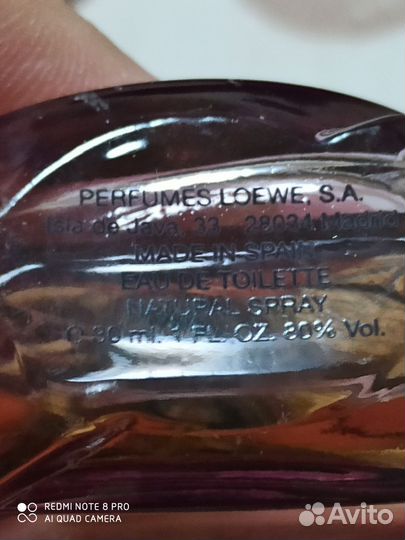 PERFUMES LOEWE, S.A.
Isla de Java, 33 28034 Madrid
MADE IN SPAIN
EAU DE TOILETTE
NATURAL SPRAY
℮ 30 ml. 1 FL. OZ. 80% Vol.
REDMI NOTE 8 PRO
AI QUAD CAMERA
Avito